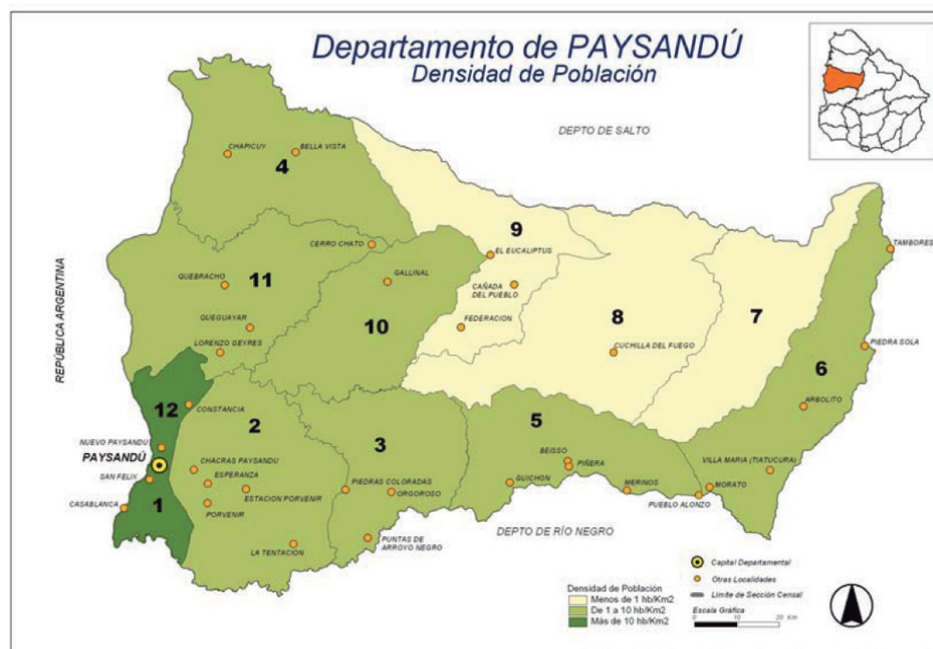 Departamento de PAYSANDÚ
Densidad de Población
DEPTO DE SALTO
CHAPICUY
BELLA VISTA
4
9
CERRO CHATO
EL EUCALIPTUS
TAMBORES
QUEBRACHO
11
GALLINAL
CAÑADA
DEL PUEBLO
10
8
7
REPÚBLICA ARGENTINA
QUEGUAYAR
FEDERACION
LORENZO GEYRES
CUCHILLA DEL FUEGO
PIEDRA SOLA
6
12
CONSTANCIA
ARBOLITO
2
3
5
NUEVO PAYSANDU
PAYSANDÚ
CHACRAS PAYSANDU
BEISSO
PIÑERA
VILLA MARIA (TIATUCURA)
SAN FELIX
ESPERANZA
ESTACION PORVENIR
PIEDRAS COLORADAS
ORGOROSO
GUICHON
MERINOS
MORATO
PUEBLO ALONZO
CASABLANCA
1
PORVENIR
DEPTO DE RÍO NEGRO
LA TENTACION
PUNTAS DE
ARROYO NEGRO
Capital Departamental
Otras Localidades
Límite de Sección Censal
Escala Gráfica
0 10 20 Km
Densidad de Población
Menos de 1 hb/Km2
De 1 a 10 hb/Km2
Más de 10 hb/Km2